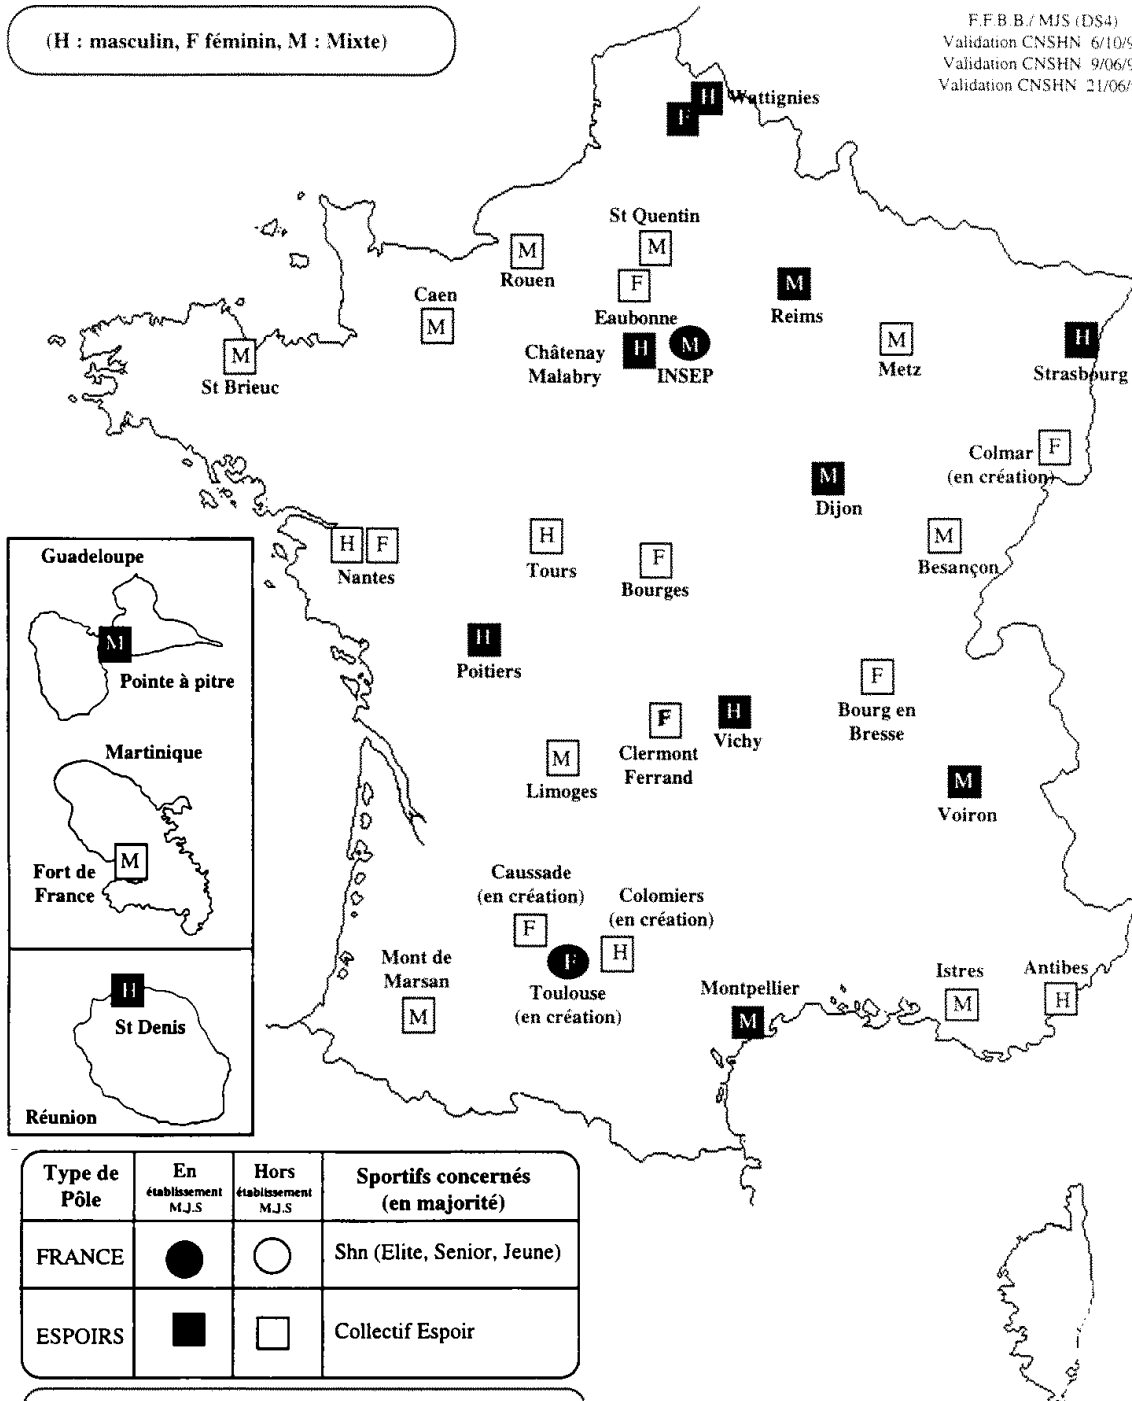 (H : masculin, F féminin, M : Mixte)
F.F.B.B./ MJS (DS4)
Validation CNSHN 6/10/9
Validation CNSHN 9/06/9
Validation CNSHN 21/06/
H Wattignies
F
St Quentin
M
M
Rouen
F
Eaubonne
M
Reims
Caen
M
M
St Brieuc
Châtenay
Malabry
H
M
INSEP
M
Metz
H
Strasbourg
F
Colmar
(en création)
M
Dijon
M
Besançon
H F
Nantes
H
Tours
F
Bourges
H
Poitiers
F
Bourg en
Bresse
F
Clermont
Ferrand
H
Vichy
M
Limoges
M
Voiron
Guadeloupe
M
Pointe à pitre
Martinique
M
Fort de
France
H
St Denis
Réunion
Caussade
(en création)
F
Colomiers
(en création)
H
F
Toulouse
(en création)
Mont de
Marsan
M
Montpellier
M
Istres
M
Antibes
H
Type de
Pôle
En
établissement
M.J.S
Hors
établissement
M.J.S
Sportifs concernés
(en majorité)
FRANCE
Shn (Elite, Senior, Jeune)
ESPOIRS
Collectif Espoir